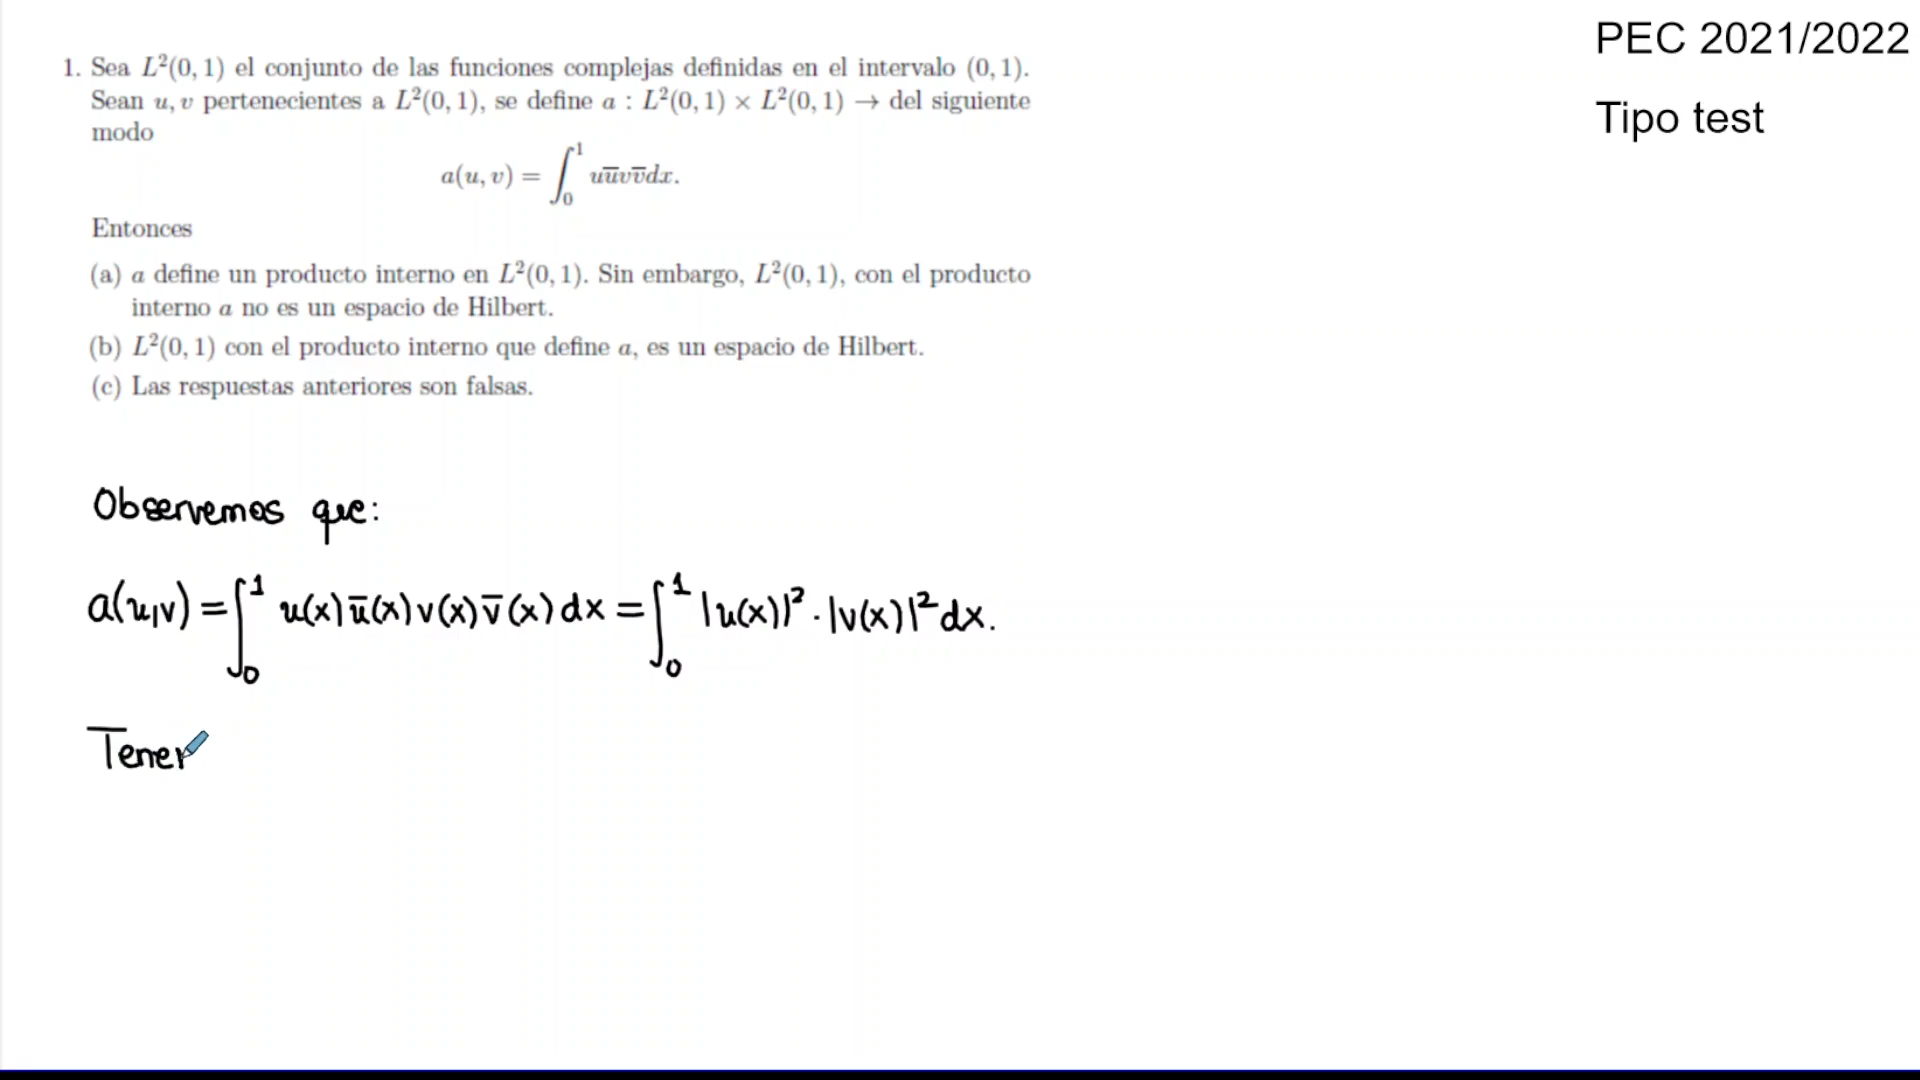 PEC 2021/2022
Tipo test
1. Sea L²(0, 1) el conjunto de las funciones complejas definidas en el intervalo (0, 1).
Sean u, v pertenecientes a L²(0, 1), se define a : L²(0, 1) × L²(0, 1) → del siguiente
modo
a(u, v) = ∫₀¹ uūvv̄dx.
Entonces
(a) a define un producto interno en L²(0, 1). Sin embargo, L²(0, 1), con el producto
interno a no es un espacio de Hilbert.
(b) L²(0, 1) con el producto interno que define a, es un espacio de Hilbert.
(c) Las respuestas anteriores son falsas.
Observemos que:
a(u,v) = ∫₀¹ u(x)ū(x)v(x)v̄(x)dx = ∫₀¹ |u(x)|² · |v(x)|² dx.
Tener